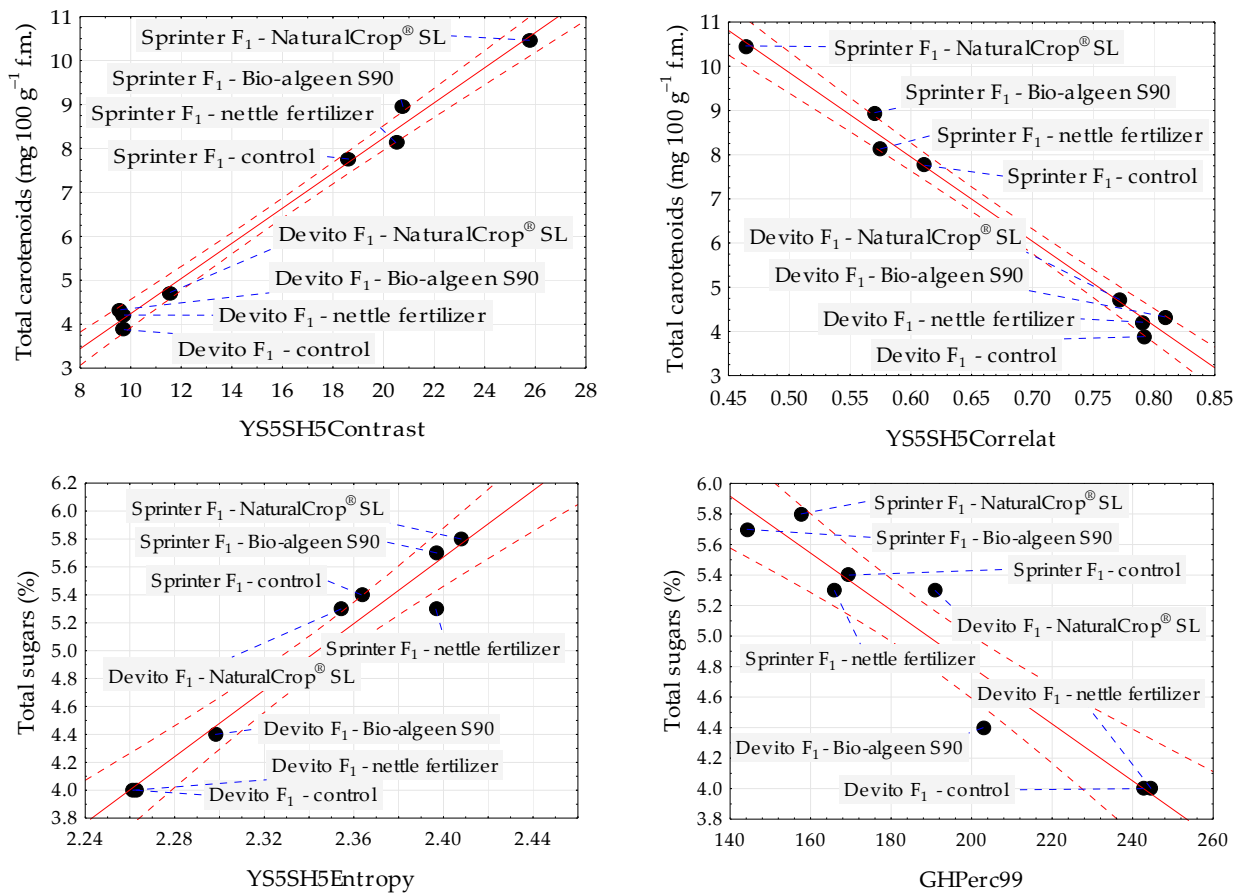 Total carotenoids (mg 100 g⁻¹ f.m.)
11
10
9
8
7
6
5
4
3
Sprinter F₁ - NaturalCrop® SL
Sprinter F₁ - Bio-algeen S90
Sprinter F₁ - nettle fertilizer
Sprinter F₁ - control
Devito F₁ - NaturalCrop® SL
Devito F₁ - Bio-algeen S90
Devito F₁ - nettle fertilizer
Devito F₁ - control
8 10 12 14 16 18 20 22 24 26 28
YS5SH5Contrast
Total carotenoids (mg 100 g⁻¹ f.m.)
11
10
9
8
7
6
5
4
3
Sprinter F₁ - NaturalCrop® SL
Sprinter F₁ - Bio-algeen S90
Sprinter F₁ - nettle fertilizer
Sprinter F₁ - control
Devito F₁ - NaturalCrop® SL
Devito F₁ - Bio-algeen S90
Devito F₁ - nettle fertilizer
Devito F₁ - control
0.45 0.50 0.55 0.60 0.65 0.70 0.75 0.80 0.85
YS5SH5Correlat
Total sugars (%)
6.2
6.0
5.8
5.6
5.4
5.2
5.0
4.8
4.6
4.4
4.2
4.0
3.8
Sprinter F₁ - NaturalCrop® SL
Sprinter F₁ - Bio-algeen S90
Sprinter F₁ - control
Sprinter F₁ - nettle fertilizer
Devito F₁ - NaturalCrop® SL
Devito F₁ - Bio-algeen S90
Devito F₁ - nettle fertilizer
Devito F₁ - control
2.24 2.28 2.32 2.36 2.40 2.44
YS5SH5Entropy
Total sugars (%)
6.0
5.8
5.6
5.4
5.2
5.0
4.8
4.6
4.4
4.2
4.0
3.8
Sprinter F₁ - NaturalCrop® SL
Sprinter F₁ - Bio-algeen S90
Sprinter F₁ - control
Devito F₁ - NaturalCrop® SL
Sprinter F₁ - nettle fertilizer
Devito F₁ - nettle fertilizer
Devito F₁ - Bio-algeen S90
Devito F₁ - control
140 160 180 200 220 240 260
GHPerc99